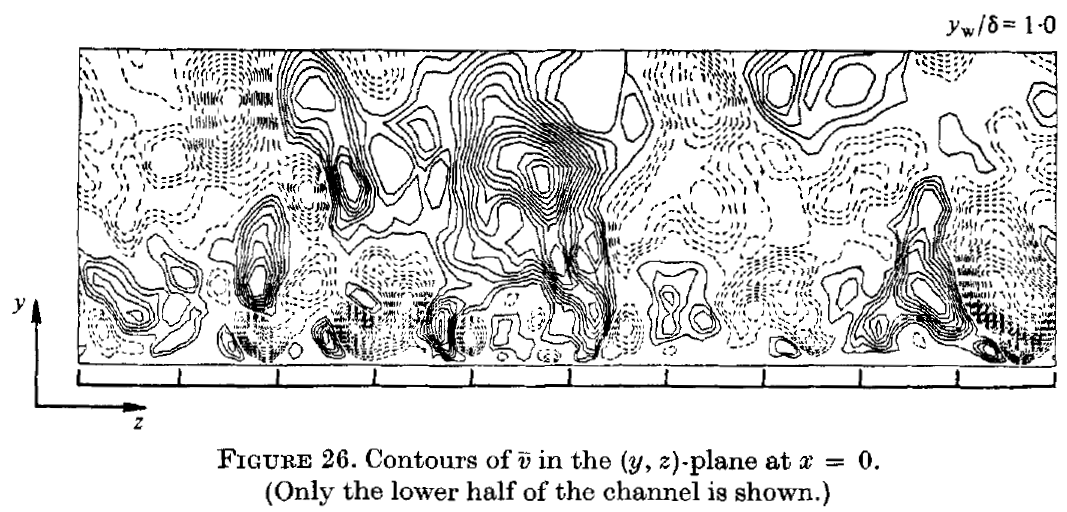 y_w/δ = 1·0
y
z
FIGURE 26. Contours of v̄ in the (y, z)-plane at x = 0.
(Only the lower half of the channel is shown.)